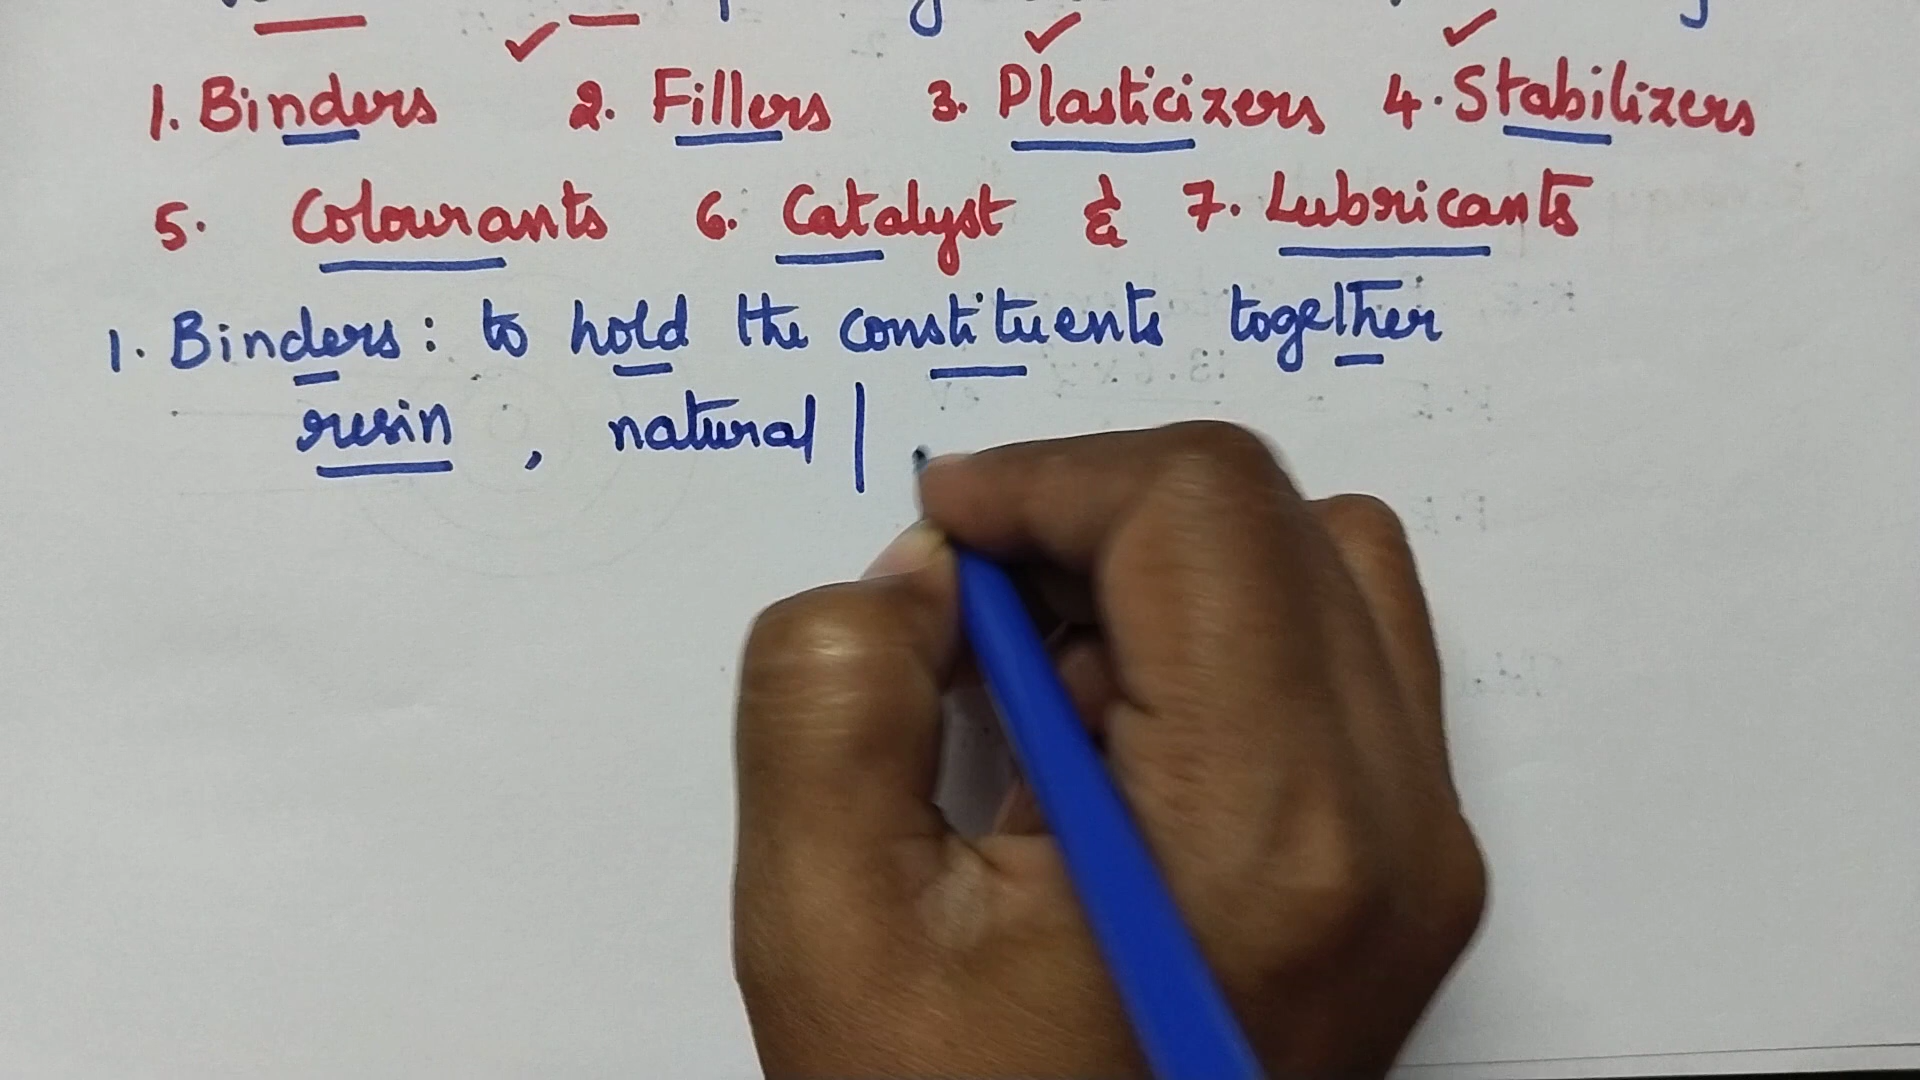 1. Binders 2. Fillers 3. Plasticizers 4. Stabilizers
5. Colourants 6. Catalyst & 7. Lubricants
1. Binders: to hold the constituents together
resin, natural |